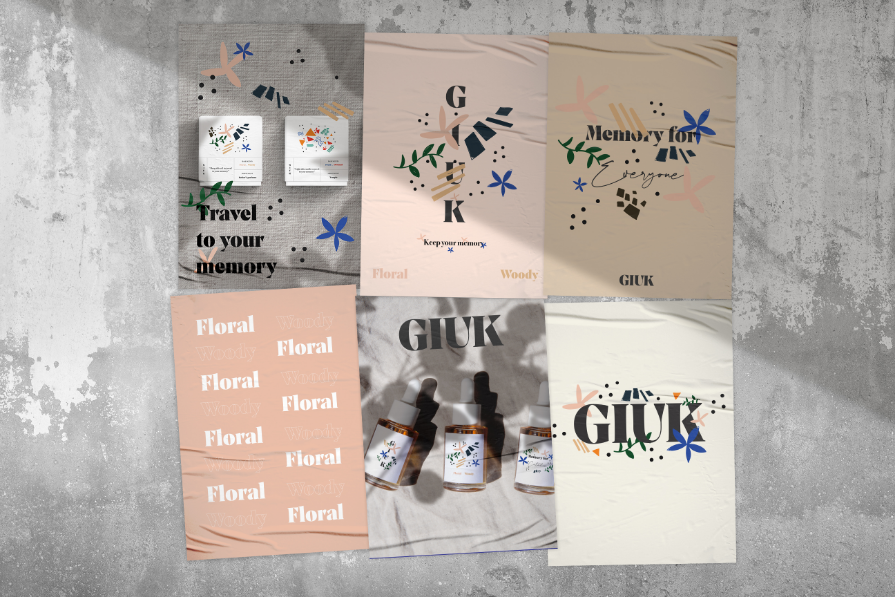 Travel
to your
memory
G
I
U
K
Keep your memory
Floral
Woody
Memory for
Everyone
GIUK
Floral Woody
Woody Floral
Floral Woody
Woody Floral
Floral Woody
Woody Floral
Floral Woody
Woody Floral
GIUK
GIUK